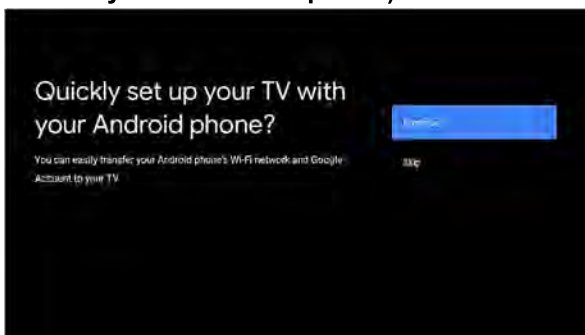 Quickly set up your TV with
your Android phone?
You can easily transfer your Android phone's Wi-Fi network and Google
Account to your TV
Skip